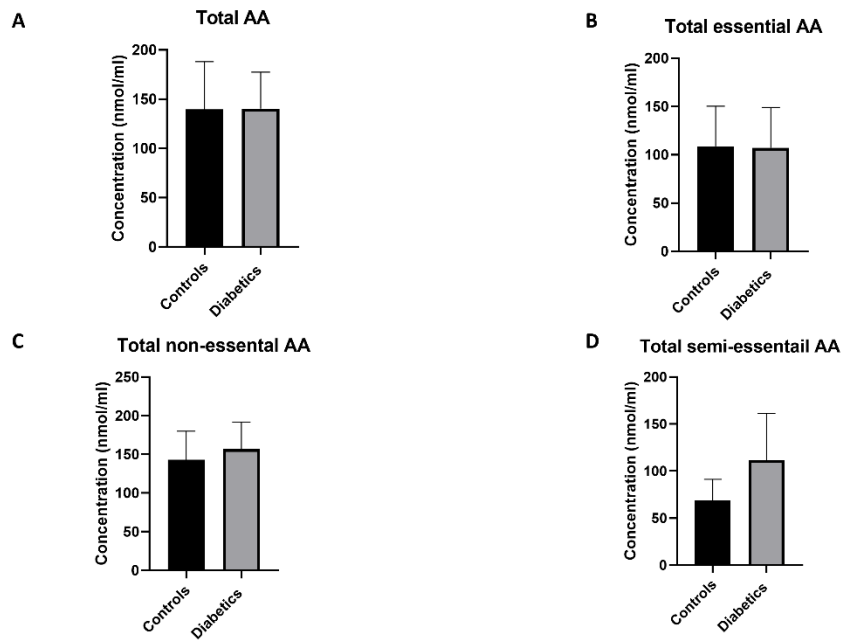 A
Total AA
Concentration (nmol/ml)
200
150
100
50
0
Controls
Diabetics
B
Total essential AA
Concentration (nmol/ml)
200
150
100
50
0
Controls
Diabetics
C
Total non-essental AA
Concentration (nmol/ml)
250
200
150
100
50
0
Controls
Diabetics
D
Total semi-essentail AA
Concentration (nmol/ml)
200
150
100
50
0
Controls
Diabetics